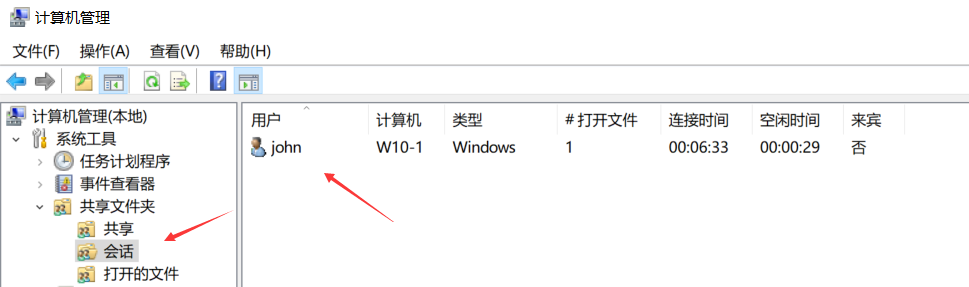 计算机管理
文件(F) 操作(A) 查看(V) 帮助(H)
计算机管理(本地)
系统工具
任务计划程序
事件查看器
共享文件夹
共享
会话
打开的文件
用户 计算机 类型 # 打开文件 连接时间 空闲时间 来宾
john W10-1 Windows 1 00:06:33 00:00:29 否